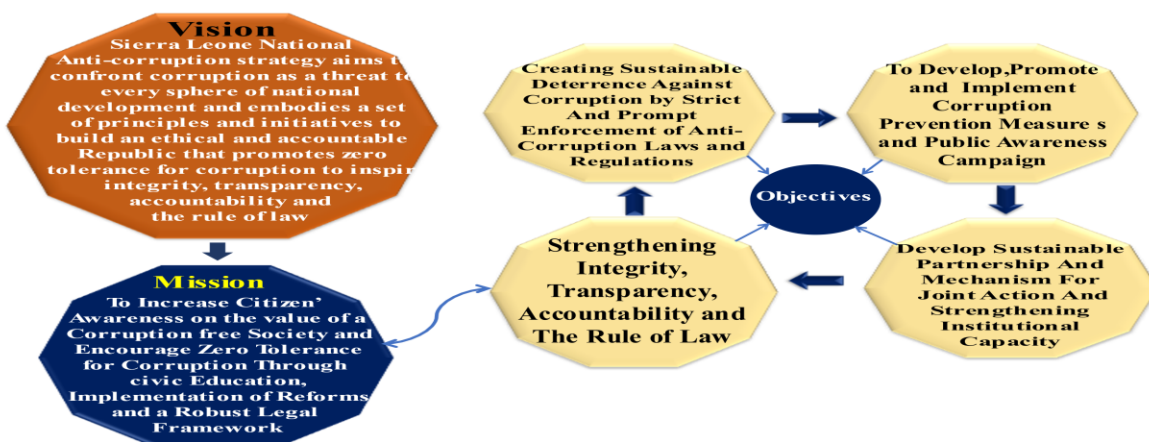 Vision
Sierra Leone National
Anti-corruption strategy aims t
confront corruption as a threat to
every sphere of national
development and embodies a set
of principles and initiatives to
build an ethical and accountable
Republic that promotes zero
tolerance for corruption to inspir
integrity, transparency,
accountability and
the rule of law
Mission
To Increase Citizen'
Awareness on the value of a
Corruption free Society and
Encourage Zero Tolerance
for Corruption Through
civic Education,
Implementation of Reforms
and a Robust Legal
Framework
Creating Sustainable
Deterrence Against
Corruption by Strict
And Prompt
Enforcement of Anti-
Corruption Laws and
Regulations
To Develop,Promote
and Implement
Corruption
Prevention Measure s
and Public Awareness
Campaign
Objectives
Strengthening
Integrity,
Transparency,
Accountability and
The Rule of Law
Develop Sustainable
Partnership And
Mechanism For
Joint Action And
Strengthening
Institutional
Capacity